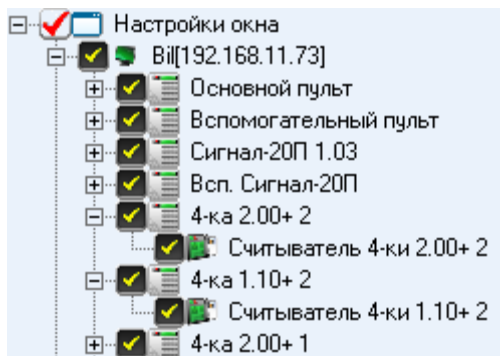 Настройки окна
Bil[192.168.11.73]
Основной пульт
Вспомогательный пульт
Сигнал-20П 1.03
Всп. Сигнал-20П
4-ка 2.00+ 2
Считыватель 4-ки 2.00+ 2
4-ка 1.10+ 2
Считыватель 4-ки 1.10+ 2
4-ка 2.00+ 1